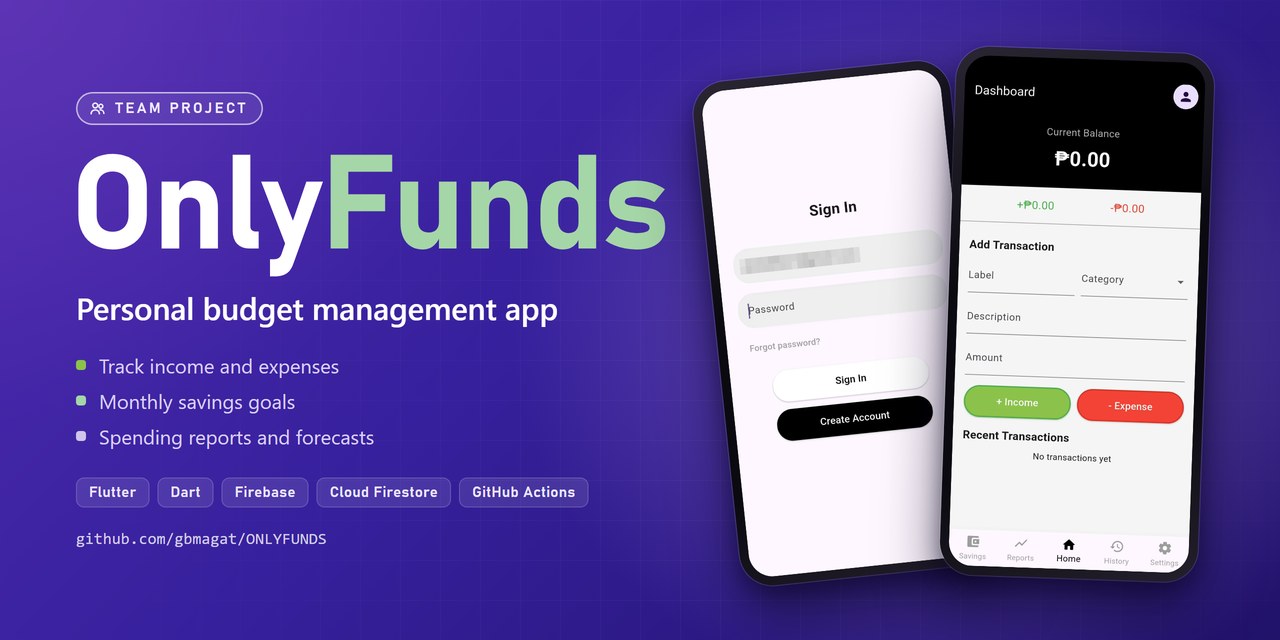 TEAM PROJECT
OnlyFunds
Personal budget management app
Track income and expenses
Monthly savings goals
Spending reports and forecasts
Flutter
Dart
Firebase
Cloud Firestore
GitHub Actions
github.com/gbmagat/ONLYFUNDS
Sign In
Password
Forgot password?
Sign In
Create Account
Dashboard
Current Balance
₱0.00
+₱0.00
-₱0.00
Add Transaction
Label
Category
Description
Amount
+ Income
- Expense
Recent Transactions
No transactions yet
Savings
Reports
Home
History
Settings